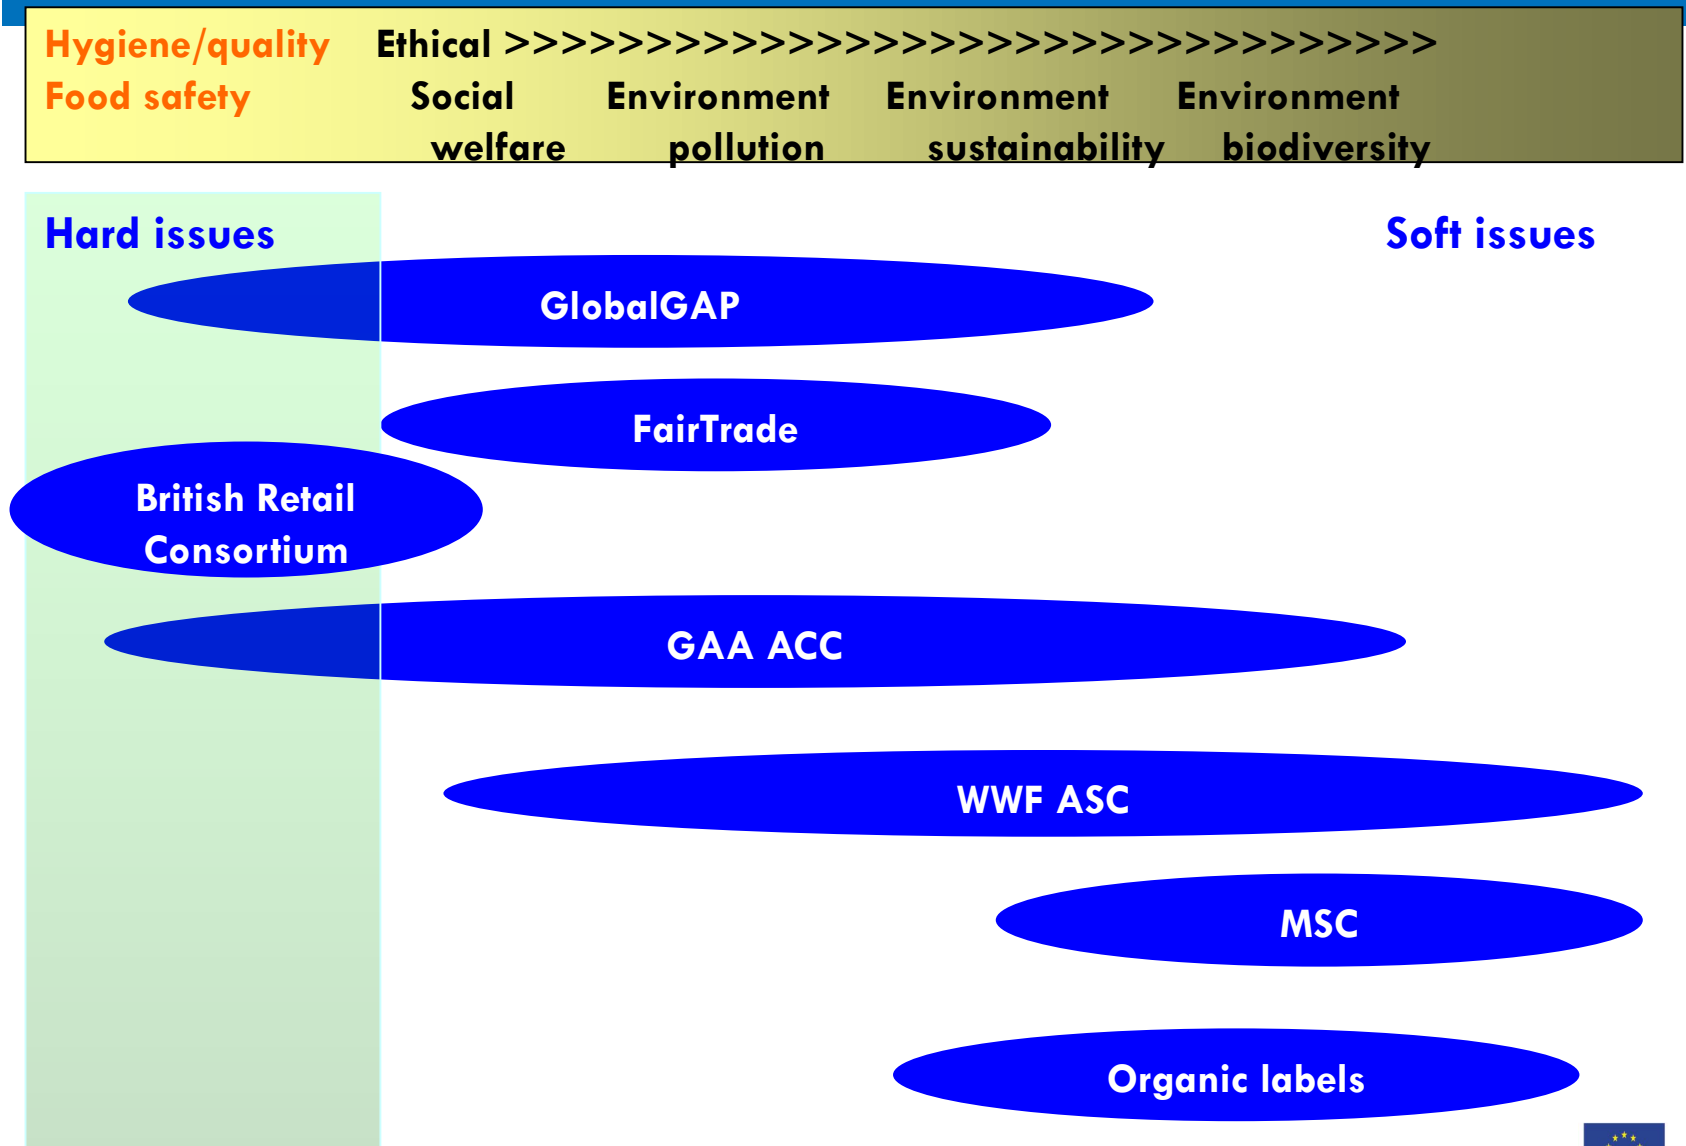 Hygiene/quality Ethical >>>>>>>>>>>>>>>>>>>>>>>>>>>>>>>>>
Food safety Social Environment Environment Environment
welfare pollution sustainability biodiversity
Hard issues Soft issues
GlobalGAP
FairTrade
British Retail
Consortium
GAA ACC
WWF ASC
MSC
Organic labels